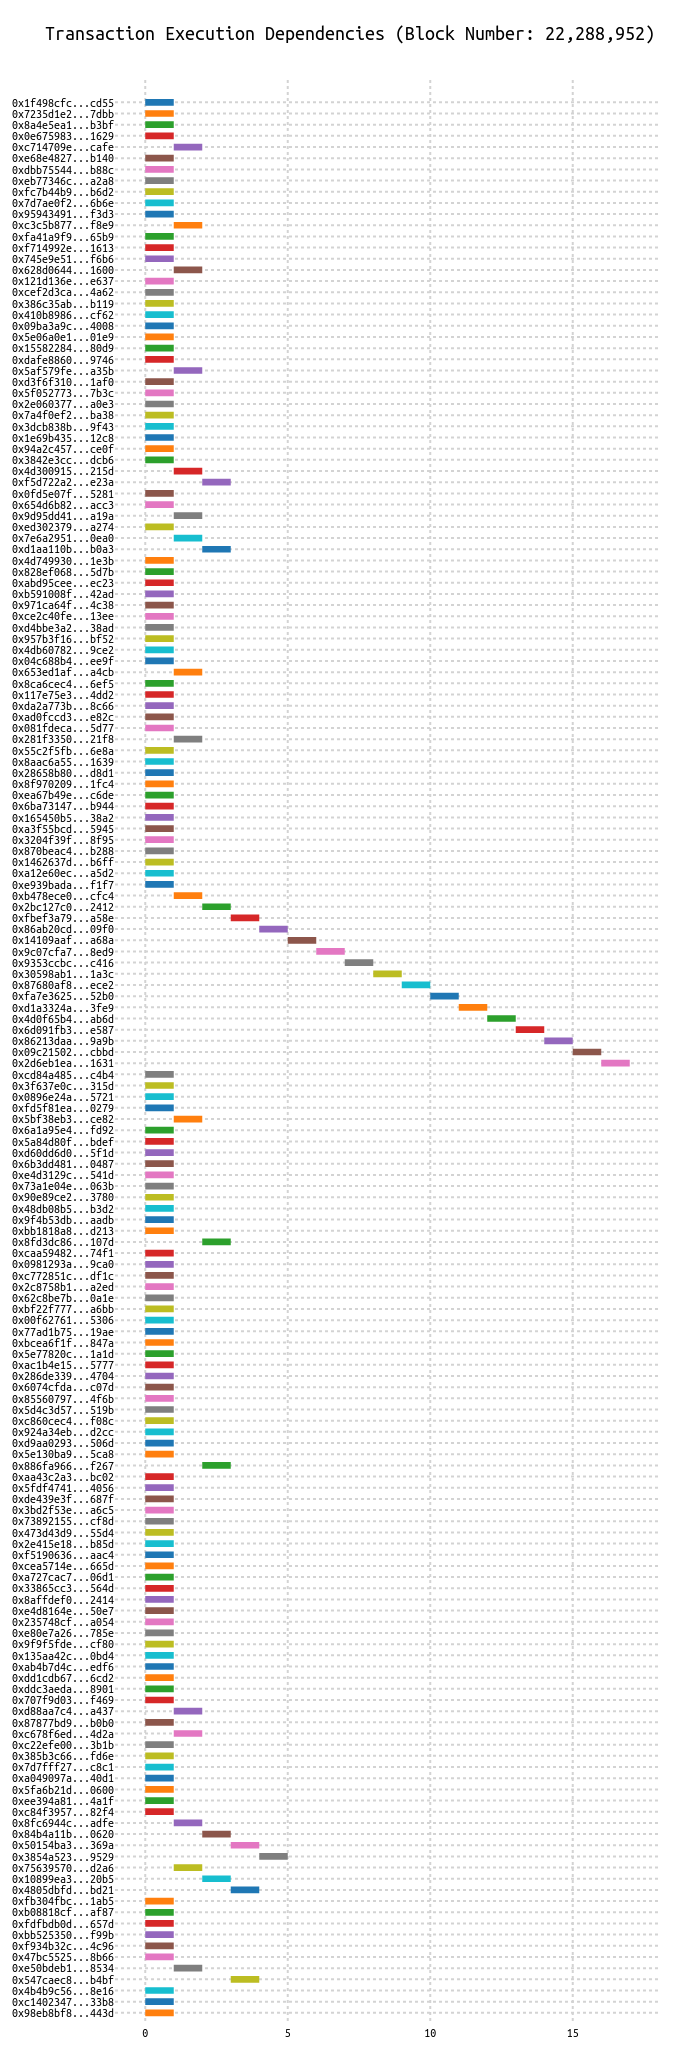 Transaction Execution Dependencies (Block Number: 22,288,952)
0x1f498cfc...cd55
0x7235d1e2...7dbb
0x8a4e5ea1...b3bf
0x0e675983...1629
0xc714709e...cafe
0xe68e4827...b140
0xdbb75544...b88c
0xeb77346c...a2a8
0xfc7b44b9...b6d2
0x7d7ae0f2...6b6e
0x95943491...f3d3
0xc3c5b877...f8e9
0xfa41a9f9...65b9
0xf714992e...1613
0x745e9e51...f6b6
0x628d0644...1600
0x121d136e...e637
0xcef2d3ca...4a62
0x386c35ab...b119
0x410b8986...cf62
0x09ba3a9c...4008
0x5e06a0e1...01e9
0x15582284...80d9
0xdafe8860...9746
0x5af579fe...a35b
0xd3f6f310...1af0
0x5f052773...7b3c
0x2e060377...a0e3
0x7a4f0ef2...ba38
0x3dcb838b...9f43
0x1e69b435...12c8
0x94a2c457...ce0f
0x3842e3cc...dcb6
0x4d300915...215d
0xf5d722a2...e23a
0x0fd5e07f...5281
0x654d6b82...acc3
0x9d95dd41...a19a
0xed302379...a274
0x7e6a2951...0ea0
0xd1aa110b...b0a3
0x4d749930...1e3b
0x828ef068...5d7b
0xabd95cee...ec23
0xb591008f...42ad
0x971ca64f...4c38
0xce2c40fe...13ee
0xd4bbe3a2...38ad
0x957b3f16...bf52
0x4db60782...9ce2
0x04c688b4...ee9f
0x653ed1af...a4cb
0x8ca6cec4...6ef5
0x117e75e3...4dd2
0xda2a773b...8c66
0xad0fccd3...e82c
0x081fdeca...5d77
0x281f3350...21f8
0x55c2f5fb...6e8a
0x8aac6a55...1639
0x28658b80...d8d1
0x8f970209...1fc4
0xea67b49e...c6de
0x6ba73147...b944
0x165450b5...38a2
0xa3f55bcd...5945
0x3204f39f...8f95
0x870beac4...b288
0x1462637d...b6ff
0xa12e60ec...a5d2
0xe939bada...f1f7
0xb478ece0...cfc4
0x2bc127c0...2412
0xfbef3a79...a58e
0x86ab20cd...09f0
0x14109aaf...a68a
0x9c07cfa7...8ed9
0x9353ccbc...c416
0x30598ab1...1a3c
0x87680af8...ece2
0xfa7e3625...52b0
0xd1a3324a...3fe9
0x4d0f65b4...ab6d
0x6d091fb3...e587
0x86213daa...9a9b
0x09c21502...cbbd
0x2d6eb1ea...1631
0xcd84a485...c4b4
0x3f637e0c...315d
0x0896e24a...5721
0xfd5f81ea...0279
0x5bf38eb3...ce82
0x6a1a95e4...fd92
0x5a84d80f...bdef
0xd60dd6d0...5f1d
0x6b3dd481...0487
0xe4d3129c...541d
0x73a1e04e...063b
0x90e89ce2...3780
0x48db08b5...b3d2
0x9f4b53db...aadb
0xbb1818a8...d213
0x8fd3dc86...107d
0xcaa59482...74f1
0x0981293a...9ca0
0xc772851c...df1c
0x2c8758b1...a2ed
0x62c8be7b...0a1e
0xbf22f777...a6bb
0x00f62761...5306
0x77ad1b75...19ae
0xbcea6f1f...847a
0x5e77820c...1a1d
0xac1b4e15...5777
0x286de339...4704
0x6074cfda...c07d
0x85560797...4f6b
0x5d4c3d57...519b
0xc860cec4...f08c
0x924a34eb...d2cc
0xd9aa0293...506d
0x5e130ba9...5ca8
0x886fa966...f267
0xaa43c2a3...bc02
0x5fdf4741...4056
0xde439e3f...687f
0x3bd2f53e...a6c5
0x73892155...cf8d
0x473d43d9...55d4
0x2e415e18...b85d
0xf5190636...aac4
0xcea5714e...665d
0xa727cac7...06d1
0x33865cc3...564d
0x8affdef0...2414
0xe4d8164e...50e7
0x235748cf...a054
0xe80e7a26...785e
0x9f9f5fde...cf80
0x135aa42c...0bd4
0xab4b7d4c...edf6
0xdd1cdb67...6cd2
0xddc3aeda...8901
0x707f9d03...f469
0xd88aa7c4...a437
0x87877bd9...b0b0
0xc678f6ed...4d2a
0xc22efe00...3b1b
0x385b3c66...fd6e
0x7d7fff27...c8c1
0xa049097a...40d1
0x5fa6b21d...0600
0xee394a81...4a1f
0xc84f3957...82f4
0x8fc6944c...adfe
0x84b4a11b...0620
0x50154ba3...369a
0x3854a523...9529
0x75639570...d2a6
0x10899ea3...20b5
0x4805dbfd...bd21
0xfb304fbc...1ab5
0xb08818cf...af87
0xfdfbdb0d...657d
0xbb525350...f99b
0xf934b32c...4c96
0x47bc5525...8b66
0xe50bdeb1...8534
0x547caec8...b4bf
0x4b4b9c56...8e16
0xc1402347...33b8
0x98eb8bf8...443d
0 5 10 15